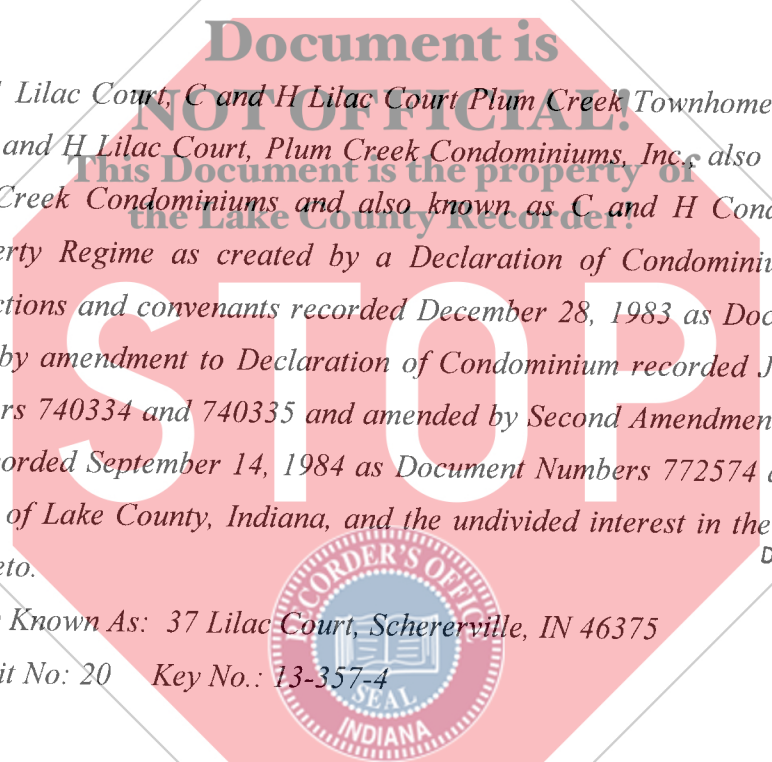 Document is
Lilac Court, C and H Lilac Court Plum Creek Townhome
NOT OFFICIAL!
and H Lilac Court, Plum Creek Condominiums, Inc., also
This Document is the property of
Creek Condominiums and also known as C and H Cond
the Lake County Recorder!
erty Regime as created by a Declaration of Condominiu
ctions and convenants recorded December 28, 1983 as Doc
by amendment to Declaration of Condominium recorded J
rs 740334 and 740335 and amended by Second Amendmen
orded September 14, 1984 as Document Numbers 772574
of Lake County, Indiana, and the undivided interest in the
eto.
Known As: 37 Lilac Court, Schererville, IN 46375
it No: 20 Key No.: 13-357-4
STOP
RECORDER'S OFFICE
SEAL
INDIANA